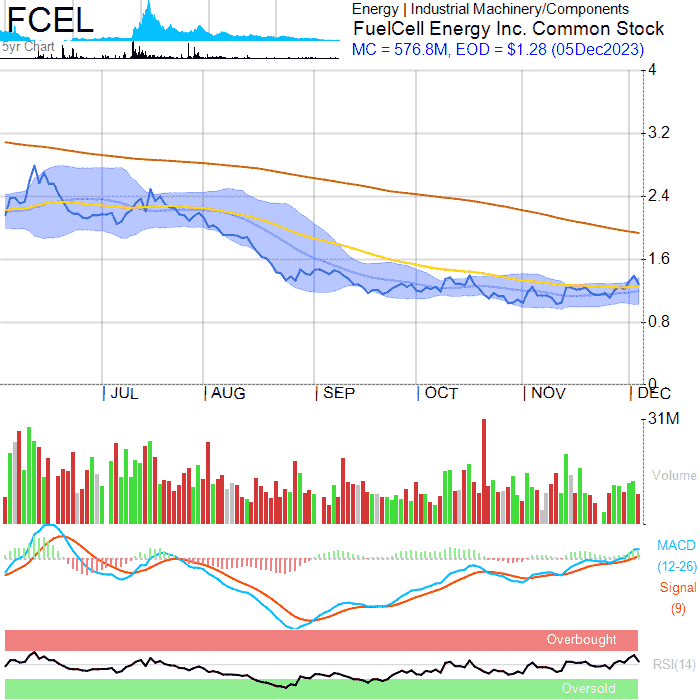 FCEL
5yr Chart
Energy | Industrial Machinery/Components
FuelCell Energy Inc. Common Stock
MC = 576.8M, EOD = $1.28 (05Dec2023)
4
3.2
2.4
1.6
0.8
0
| JUL | AUG | SEP | OCT | NOV | DEC
31M
Volume
MACD
(12-26)
Signal
(9)
Overbought
RSI(14)
Oversold